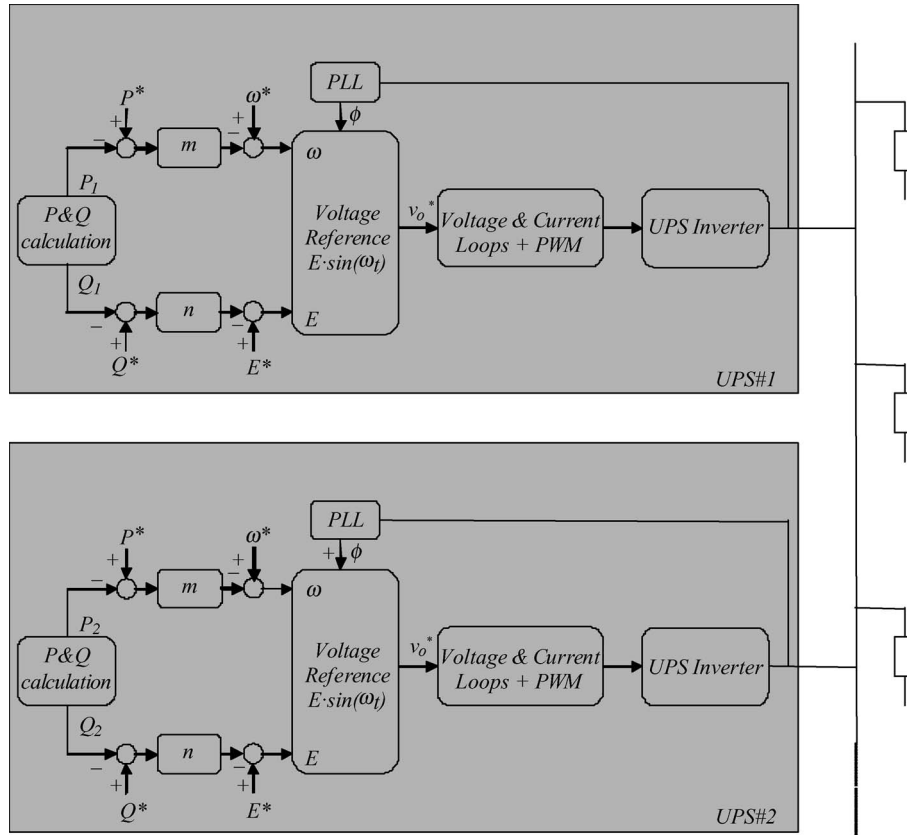 PLL
P*
ω*
ϕ
+
−
+
−
m
ω
P1
P&Q
calculation
Voltage
Reference
E·sin(ωt)
vo*
Voltage & Current
Loops + PWM
UPS Inverter
Q1
n
E
−
+
−
+
Q*
E*
UPS#1
PLL
P*
ω*
+
ϕ
+
−
+
−
m
ω
P2
P&Q
calculation
Voltage
Reference
E·sin(ωt)
vo*
Voltage & Current
Loops + PWM
UPS Inverter
Q2
n
E
−
+
−
+
Q*
E*
UPS#2